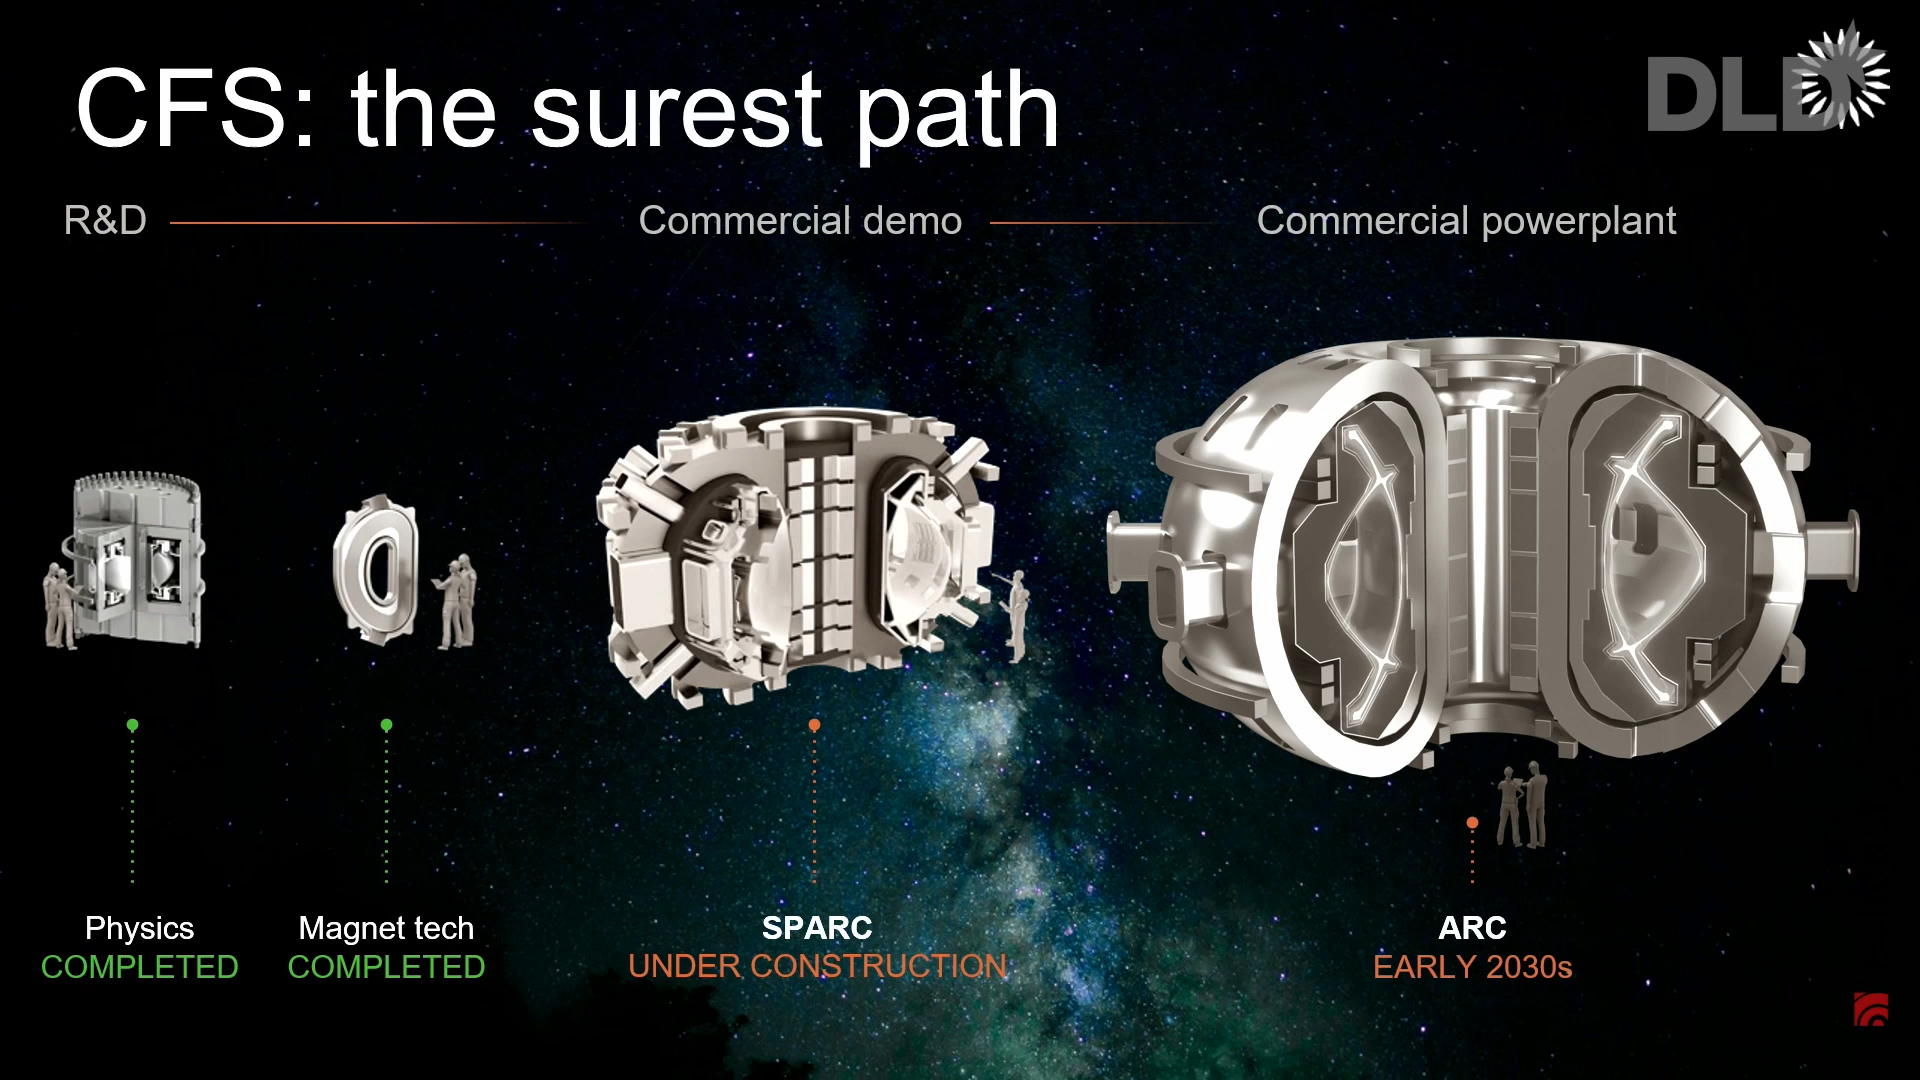 CFS: the surest path
DLD
R&D
Commercial demo
Commercial powerplant
Physics
COMPLETED
Magnet tech
COMPLETED
SPARC
UNDER CONSTRUCTION
ARC
EARLY 2030s